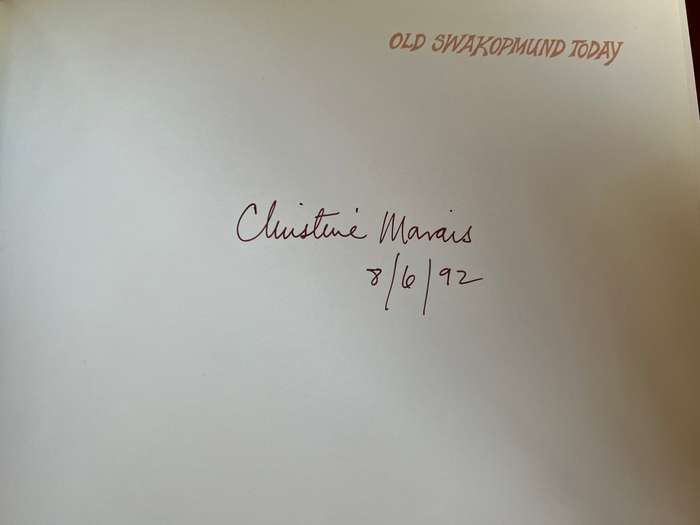 OLD SWAKOPMUND TODAY
Christine Marais
8/6/92